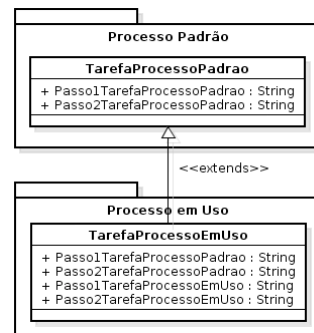 Processo Padrão
TarefaProcessoPadrao
+ Passo1TarefaProcessoPadrao : String
+ Passo2TarefaProcessoPadrao : String
<<extends>>
Processo em Uso
TarefaProcessoEmUso
+ Passo1TarefaProcessoPadrao : String
+ Passo2TarefaProcessoPadrao : String
+ Passo1TarefaProcessoEmUso : String
+ Passo2TarefaProcessoEmUso : String